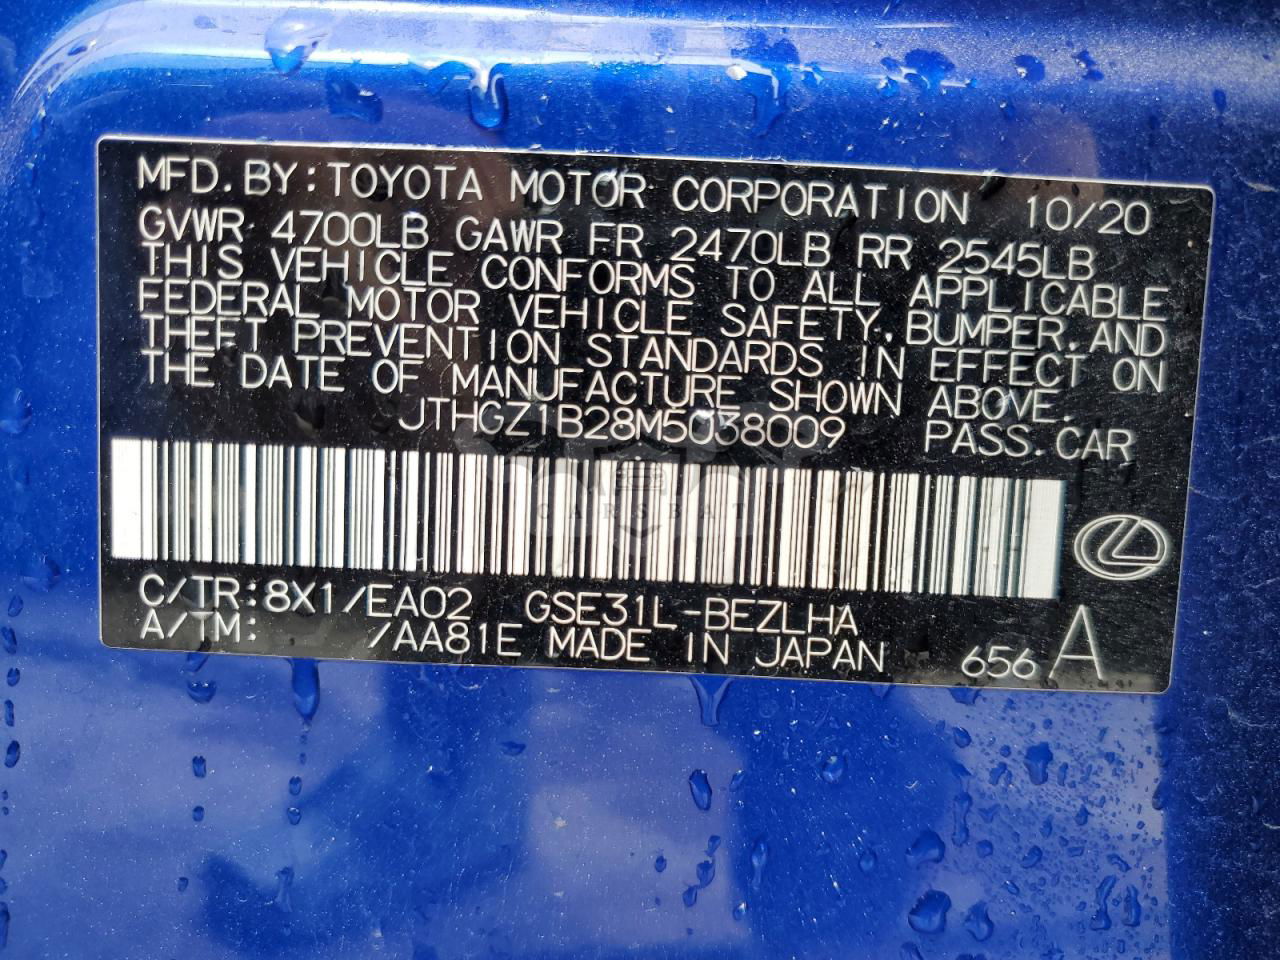 MFD.BY:TOYOTA MOTOR CORPORATION 10/20
GVWR 4700LB GAWR FR 2470LB RR 2545LB
THIS VEHICLE CONFORMS TO ALL APPLICABLE
FEDERAL MOTOR VEHICLE SAFETY,BUMPER,AND
THEFT PREVENTION STANDARDS IN EFFECT ON
THE DATE OF MANUFACTURE SHOWN ABOVE.
JTHGZ1B28M5038009 PASS.CAR
CARSBAT
C/TR:8X1/EA02 GSE31L-BEZLHA
A/TM: /AA81E MADE IN JAPAN 656 A